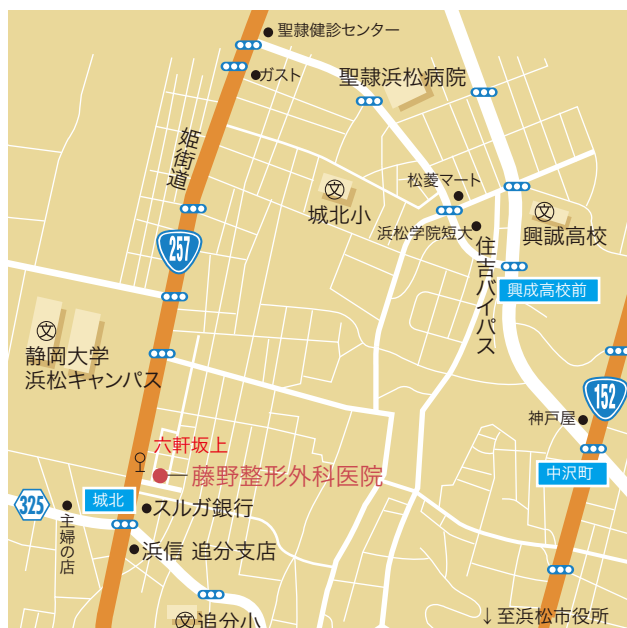 聖隷健診センター
ガスト
聖隷浜松病院
姫街道
文
城北小
松菱マート
浜松学院短大
文
興誠高校
住吉バイパス
257
興成高校前
文
静岡大学
浜松キャンパス
152
神戸屋
六軒坂上
藤野整形外科医院
中沢町
325
城北
スルガ銀行
主婦の店
浜信 追分支店
文追分小
↓至浜松市役所